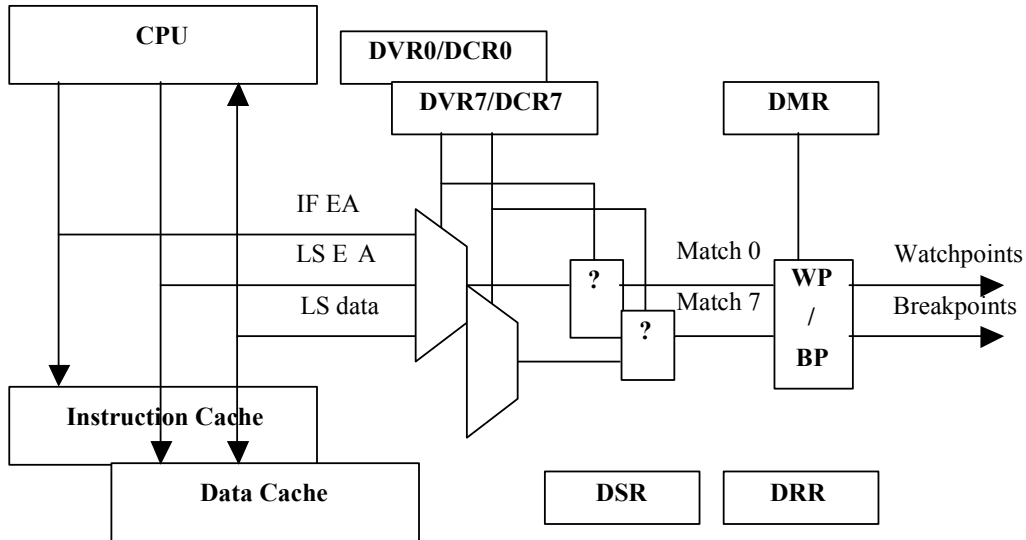 CPU
DVR0/DCR0
DVR7/DCR7
DMR
IF EA
LS E A
LS data
Match 0
Match 7
?
?
WP
/
BP
Watchpoints
Breakpoints
Instruction Cache
Data Cache
DSR
DRR